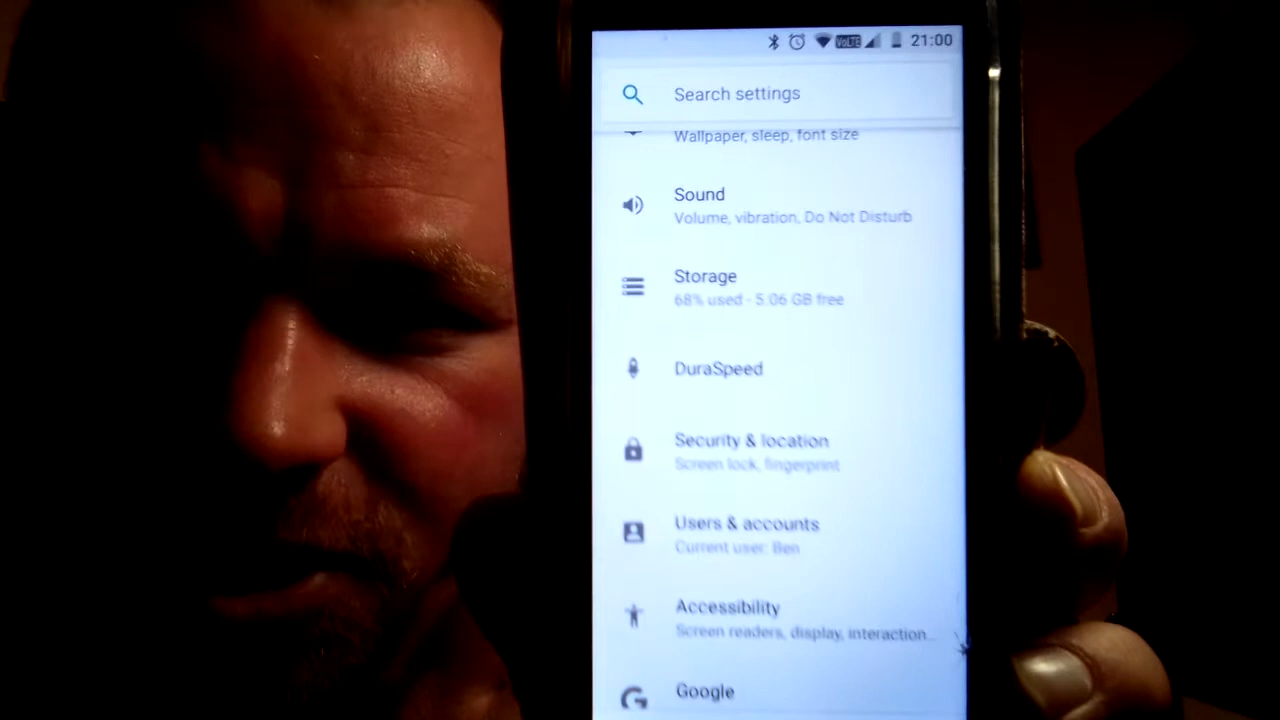 VoLTE 21:00
Search settings
Wallpaper, sleep, font size
Sound
Volume, vibration, Do Not Disturb
Storage
68% used - 5.06 GB free
DuraSpeed
Security & location
Screen lock, fingerprint
Users & accounts
Current user: Ben
Accessibility
Screen readers, display, interaction...
Google